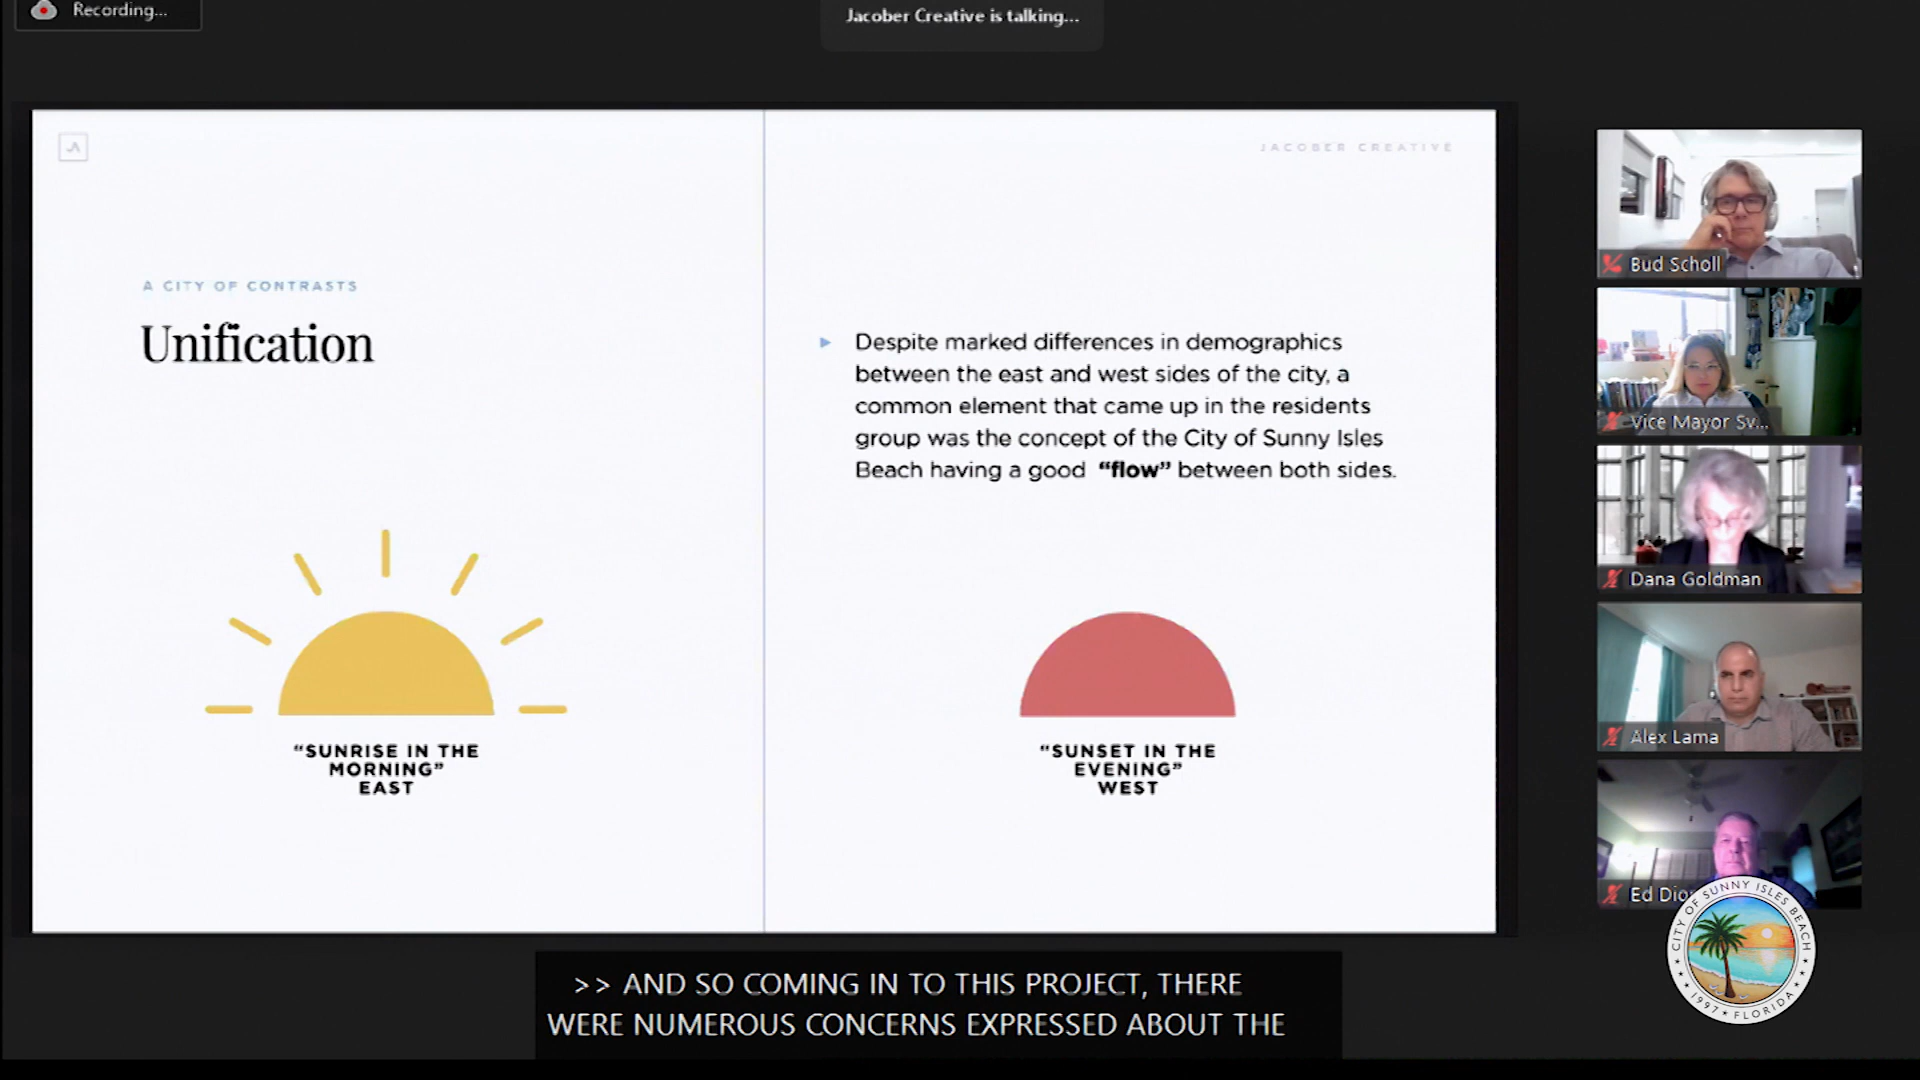 Recording...
Jacober Creative is talking...
JA
JACOBER CREATIVE
A CITY OF CONTRASTS
Unification
Despite marked differences in demographics
between the east and west sides of the city, a
common element that came up in the residents
group was the concept of the City of Sunny Isles
Beach having a good “flow” between both sides.
“SUNRISE IN THE
MORNING”
EAST
“SUNSET IN THE
EVENING”
WEST
Bud Scholl
Vice Mayor Sv...
Dana Goldman
Alex Lama
Ed Dio
CITY OF SUNNY ISLES BEACH
1997 FLORIDA
>> AND SO COMING IN TO THIS PROJECT, THERE
WERE NUMEROUS CONCERNS EXPRESSED ABOUT THE